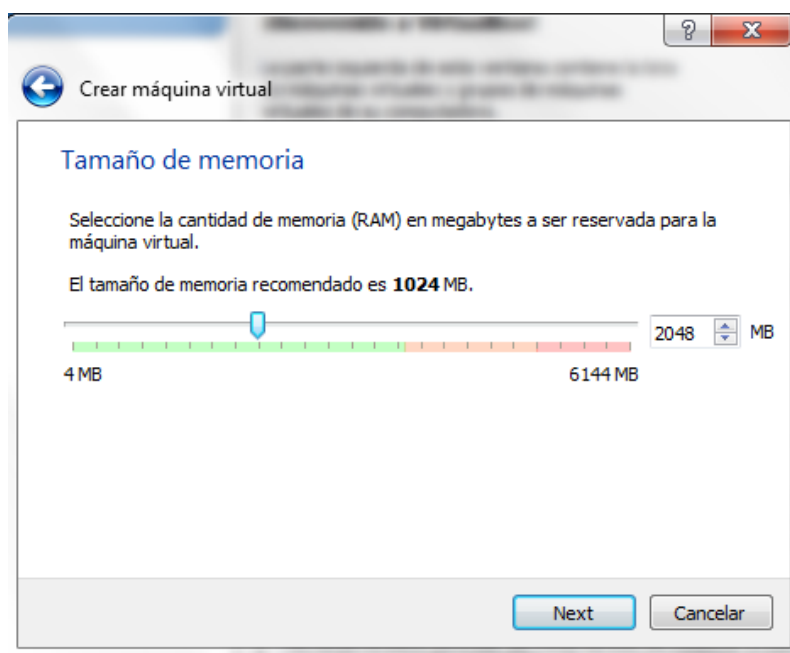 ?
x
Crear máquina virtual
Tamaño de memoria
Seleccione la cantidad de memoria (RAM) en megabytes a ser reservada para la
máquina virtual.
El tamaño de memoria recomendado es 1024 MB.
2048 MB
4 MB 6144 MB
Next Cancelar